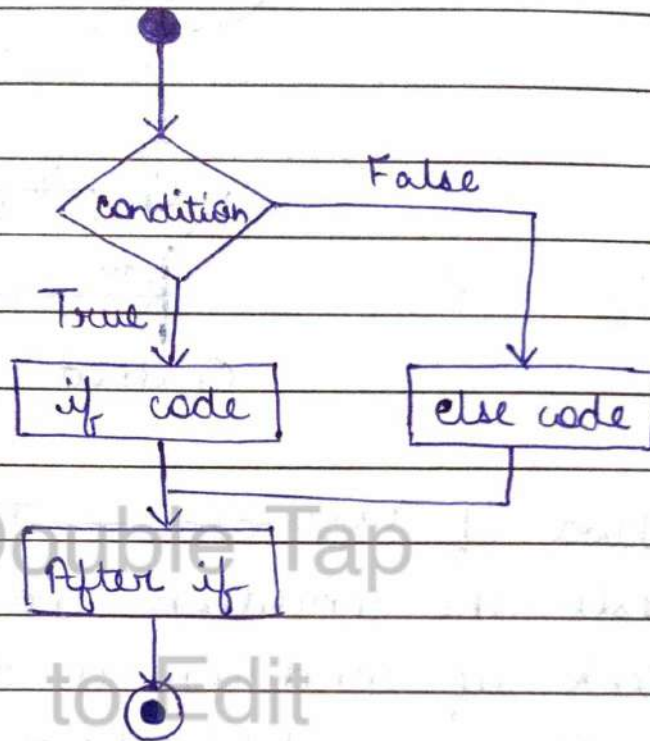 False
condition
True
if code
else code
Double Tap
After if
to Edit